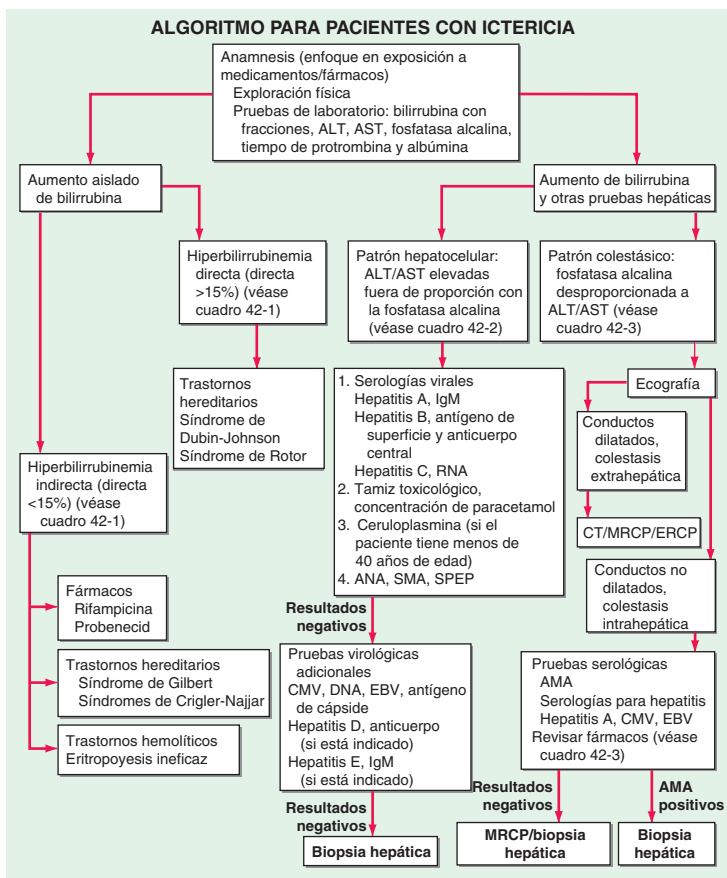 ALGORITMO PARA PACIENTES CON ICTERICIA
Anamnesis (enfoque en exposición a
medicamentos/fármacos)
Exploración física
Pruebas de laboratorio: bilirrubina con
fracciones, ALT, AST, fosfatasa alcalina,
tiempo de protrombina y albúmina
Aumento aislado
de bilirrubina
Hiperbilirrubinemia
directa (directa
>15%) (véase
cuadro 42-1)
Trastornos
hereditarios
Síndrome de
Dubin-Johnson
Síndrome de Rotor
Hiperbilirrubinemia
indirecta (directa
<15%) (véase
cuadro 42-1)
Fármacos
Rifampicina
Probenecid
Trastornos hereditarios
Síndrome de Gilbert
Síndromes de Crigler-Najjar
Trastornos hemolíticos
Eritropoyesis ineficaz
Aumento de bilirrubina
y otras pruebas hepáticas
Patrón hepatocelular:
ALT/AST elevadas
fuera de proporción con
la fosfatasa alcalina
(véase cuadro 42-2)
1. Serologías virales
Hepatitis A, IgM
Hepatitis B, antígeno de
superficie y anticuerpo
central
Hepatitis C, RNA
2. Tamiz toxicológico,
concentración de paracetamol
3. Ceruloplasmina (si el
paciente tiene menos de
40 años de edad)
4. ANA, SMA, SPEP
Resultados
negativos
Pruebas virológicas
adicionales
CMV, DNA, EBV, antígeno
de cápside
Hepatitis D, anticuerpo
(si está indicado)
Hepatitis E, IgM
(si está indicado)
Resultados
negativos
Biopsia hepática
Patrón colestásico:
fosfatasa alcalina
desproporcionada a
ALT/AST (véase
cuadro 42-3)
Ecografía
Conductos
dilatados,
colestasis
extrahepática
CT/MRCP/ERCP
Conductos no
dilatados,
colestasis
intrahepática
Pruebas serológicas
AMA
Serologías para hepatitis
Hepatitis A, CMV, EBV
Revisar fármacos (véase
cuadro 42-3)
Resultados
negativos
MRCP/biopsia
hepática
AMA
positivos
Biopsia
hepática